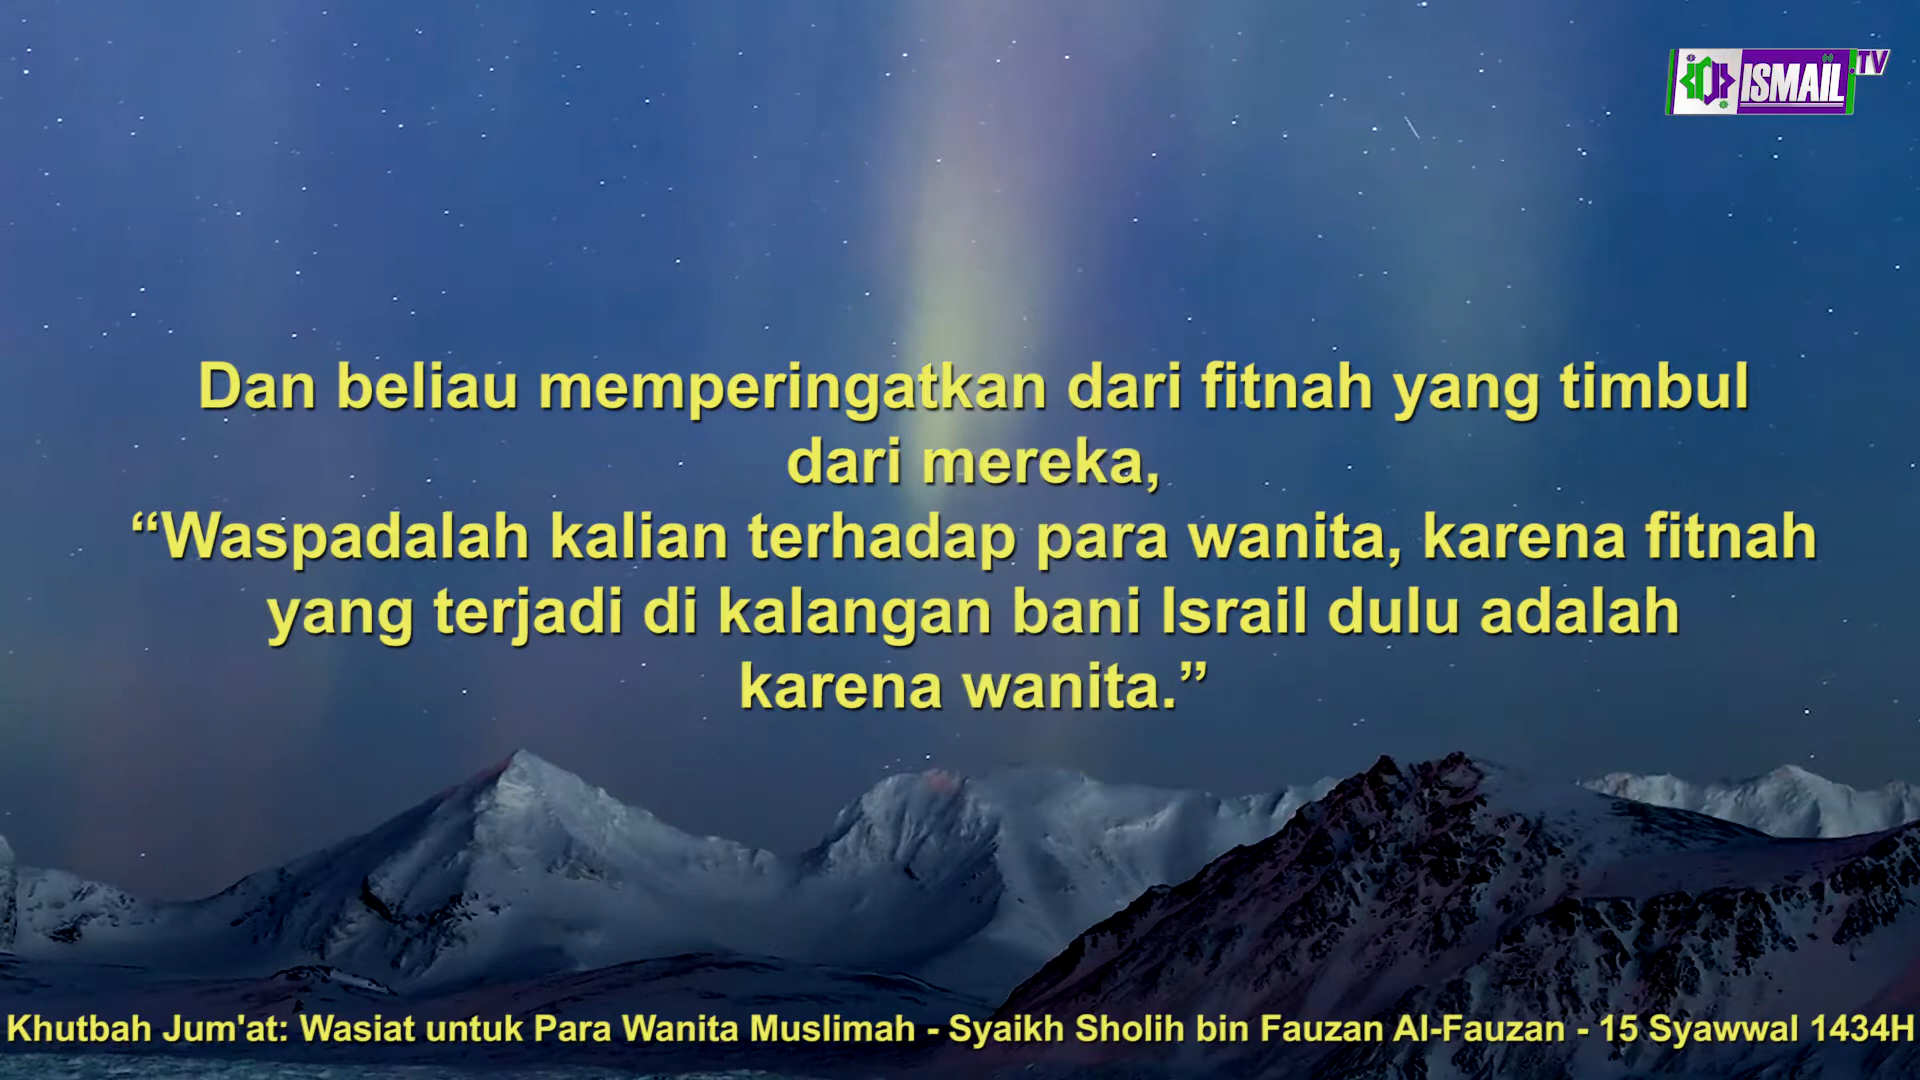 ISMAIL.TV
Dan beliau memperingatkan dari fitnah yang timbul
dari mereka,
“Waspadalah kalian terhadap para wanita, karena fitnah
yang terjadi di kalangan bani Israil dulu adalah
karena wanita.”
Khutbah Jum'at: Wasiat untuk Para Wanita Muslimah - Syaikh Sholih bin Fauzan Al-Fauzan - 15 Syawwal 1434H